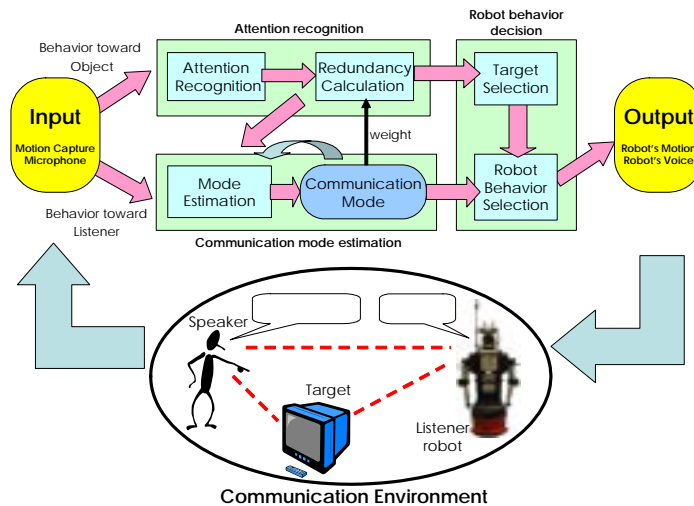 Attention recognition
Robot behavior
decision
Behavior toward
Object
Attention
Recognition
Redundancy
Calculation
Target
Selection
Input
Motion Capture
Microphone
Output
Robot's Motion
Robot's Voice
weight
Mode
Estimation
Communication
Mode
Robot
Behavior
Selection
Behavior toward
Listener
Communication mode estimation
Speaker
Target
Listener
robot
Communication Environment